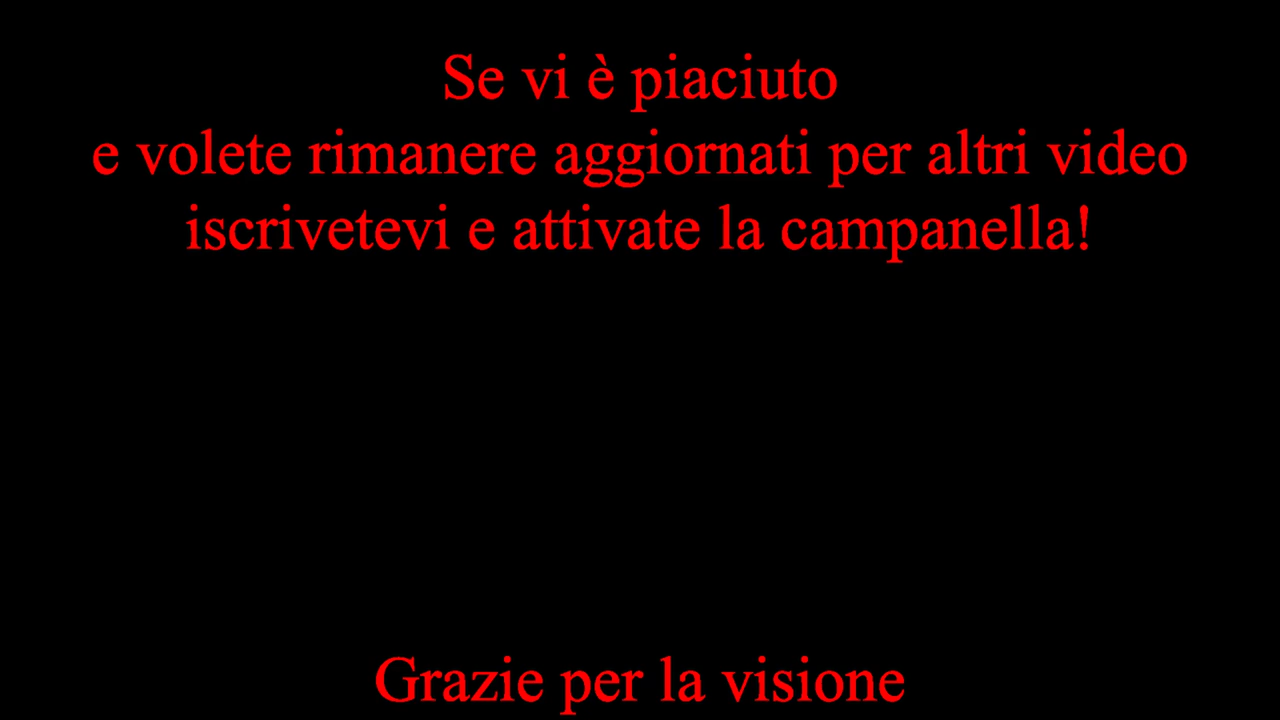 Se vi è piaciuto
e volete rimanere aggiornati per altri video
iscrivetevi e attivate la campanella!
Grazie per la visione